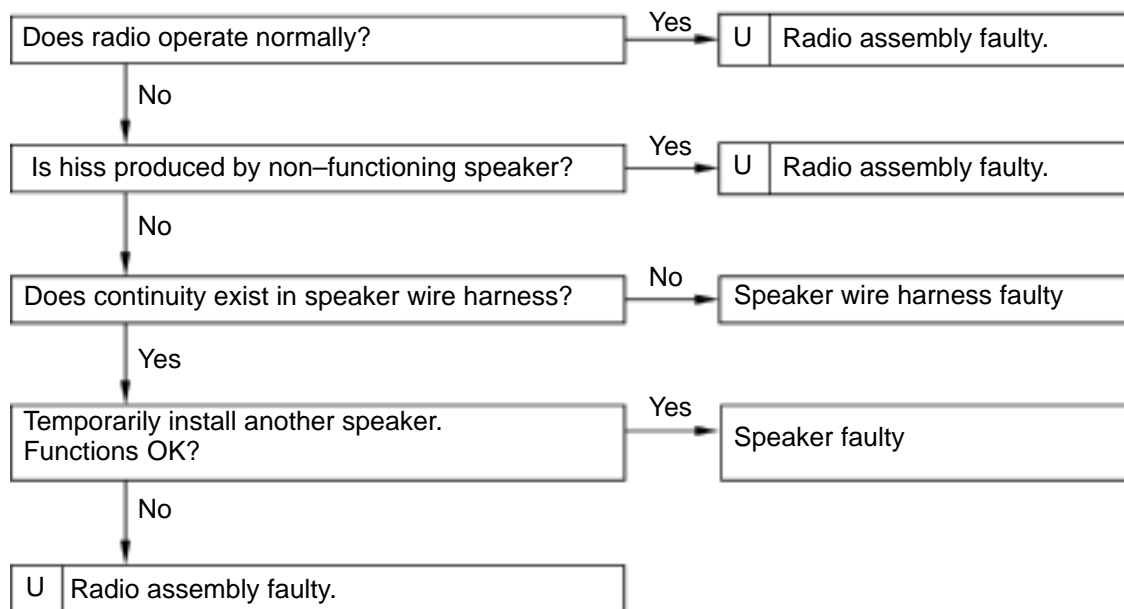 Does radio operate normally?
Yes
U Radio assembly faulty.
No
Is hiss produced by non–functioning speaker?
Yes
U Radio assembly faulty.
No
Does continuity exist in speaker wire harness?
No
Speaker wire harness faulty
Yes
Temporarily install another speaker.
Functions OK?
Yes
Speaker faulty
No
U Radio assembly faulty.